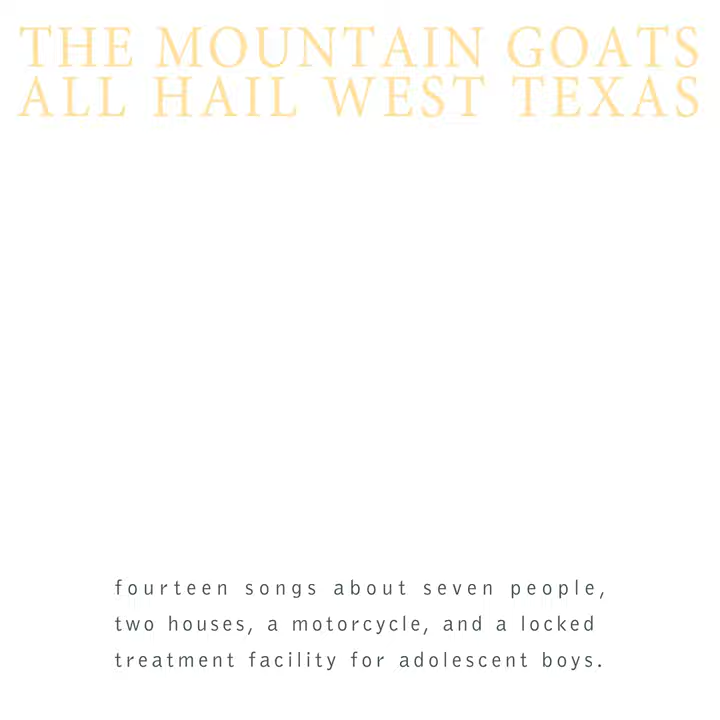 THE MOUNTAIN GOATS
ALL HAIL WEST TEXAS
fourteen songs about seven people,
two houses, a motorcycle, and a locked
treatment facility for adolescent boys.